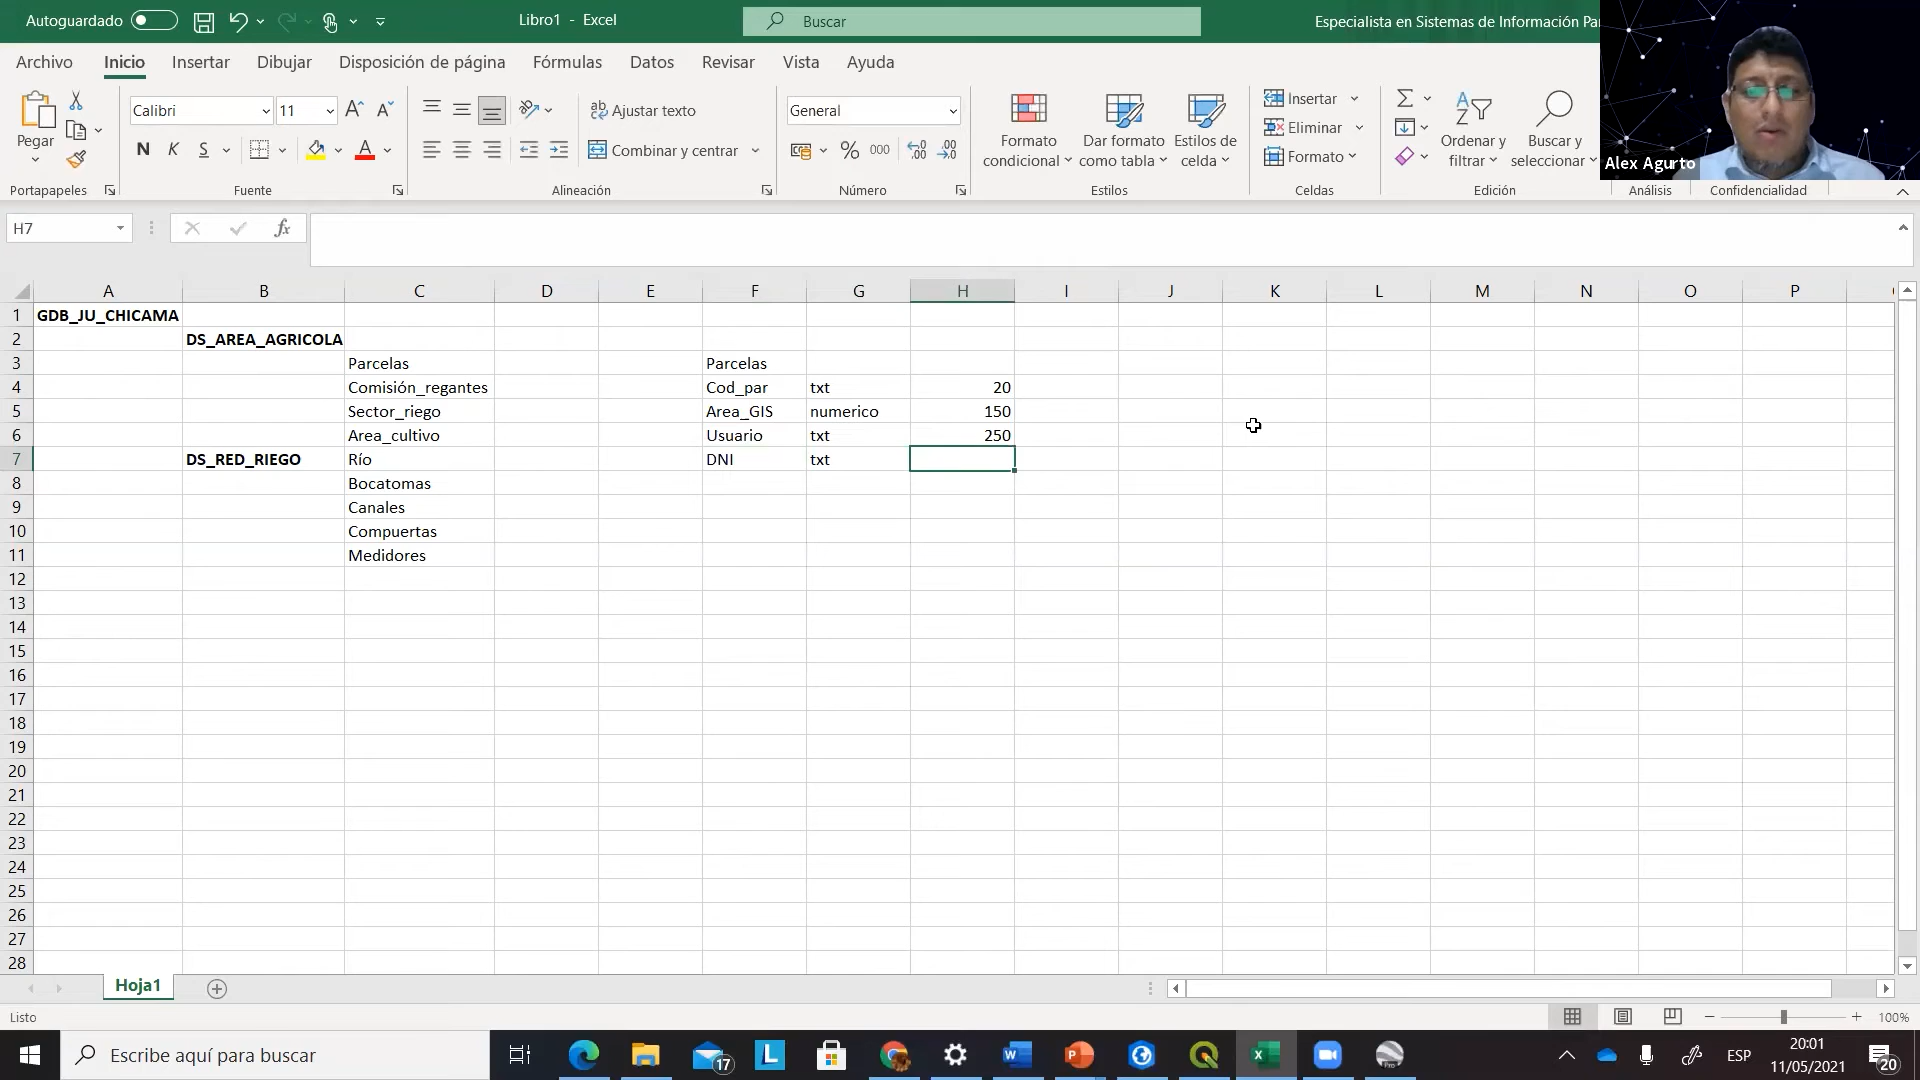 Autoguardado
Libro1 - Excel
Buscar
Especialista en Sistemas de Información
Archivo Inicio Insertar Dibujar Disposición de página Fórmulas Datos Revisar Vista Ayuda
Pegar
Portapapeles
Calibri 11
N K S
Fuente
Ajustar texto
Combinar y centrar
Alineación
General
% 000
Número
Formato condicional
Dar formato como tabla
Estilos de celda
Estilos
Insertar
Eliminar
Formato
Celdas
Ordenar y filtrar
Buscar y seleccionar
Edición
Análisis
Confidencialidad
Alex Agurto
H7
fx
A B C D E F G H I J K L M N O P
1 GDB_JU_CHICAMA
2 DS_AREA_AGRICOLA
3 Parcelas Parcelas
4 Comisión_regantes Cod_par txt 20
5 Sector_riego Area_GIS numerico 150
6 Area_cultivo Usuario txt 250
7 DS_RED_RIEGO Río DNI txt
8 Bocatomas
9 Canales
10 Compuertas
11 Medidores
12
13
14
15
16
17
18
19
20
21
22
23
24
25
26
27
28
Hoja1
Listo
100%
Escribe aquí para buscar
17
ESP
20:01
11/05/2021
20